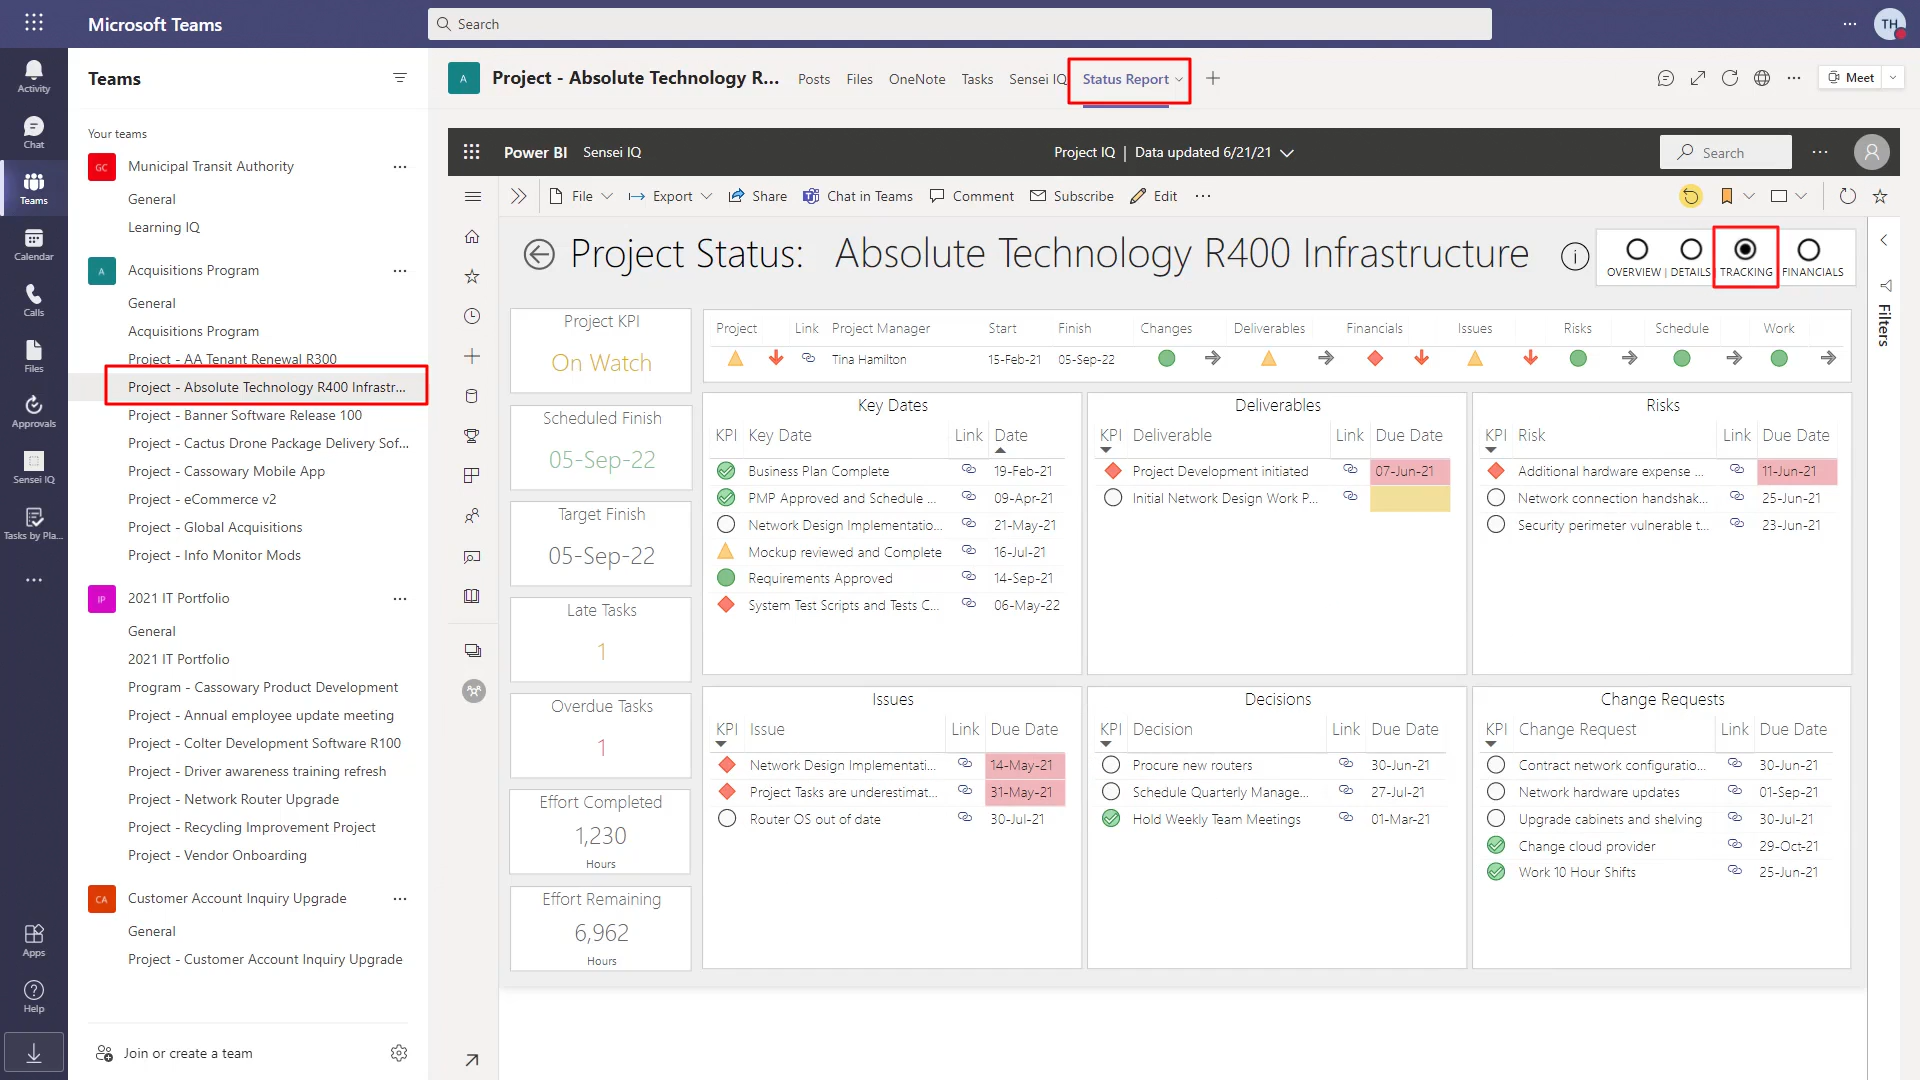 Microsoft Teams
Search
TH
Activity
Chat
Teams
Calendar
Calls
Files
Approvals
Sensei IQ
Tasks by Pla...
Apps
Help
Teams
Your teams
GC Municipal Transit Authority
General
Learning IQ
A Acquisitions Program
General
Acquisitions Program
Project - AA Tenant Renewal R300
Project - Absolute Technology R400 Infrastr...
Project - Banner Software Release 100
Project - Cactus Drone Package Delivery Sof...
Project - Cassowary Mobile App
Project - eCommerce v2
Project - Global Acquisitions
Project - Info Monitor Mods
IP 2021 IT Portfolio
General
2021 IT Portfolio
Program - Cassowary Product Development
Project - Annual employee update meeting
Project - Colter Development Software R100
Project - Driver awareness training refresh
Project - Network Router Upgrade
Project - Recycling Improvement Project
Project - Vendor Onboarding
CA Customer Account Inquiry Upgrade
General
Project - Customer Account Inquiry Upgrade
Join or create a team
A Project - Absolute Technology R... Posts Files OneNote Tasks Sensei IQ Status Report
Meet
Power BI Sensei IQ Project IQ | Data updated 6/21/21 Search
File Export Share Chat in Teams Comment Subscribe Edit
Project Status: Absolute Technology R400 Infrastructure
OVERVIEW | DETAILS TRACKING FINANCIALS
Filters
Project KPI
On Watch
Scheduled Finish
05-Sep-22
Target Finish
05-Sep-22
Late Tasks
1
Overdue Tasks
1
Effort Completed
1,230
Hours
Effort Remaining
6,962
Hours
Project Link Project Manager Start Finish Changes Deliverables Financials Issues Risks Schedule Work
Tina Hamilton 15-Feb-21 05-Sep-22
Key Dates
KPI Key Date Link Date
Business Plan Complete 19-Feb-21
PMP Approved and Schedule ... 09-Apr-21
Network Design Implementatio... 21-May-21
Mockup reviewed and Complete 16-Jul-21
Requirements Approved 14-Sep-21
System Test Scripts and Tests C... 06-May-22
Deliverables
KPI Deliverable Link Due Date
Project Development initiated 07-Jun-21
Initial Network Design Work P...
Risks
KPI Risk Link Due Date
Additional hardware expense ... 11-Jun-21
Network connection handshak... 25-Jun-21
Security perimeter vulnerable t... 23-Jun-21
Issues
KPI Issue Link Due Date
Network Design Implementati... 14-May-21
Project Tasks are underestimat... 31-May-21
Router OS out of date 30-Jul-21
Decisions
KPI Decision Link Due Date
Procure new routers 30-Jun-21
Schedule Quarterly Manage... 27-Jul-21
Hold Weekly Team Meetings 01-Mar-21
Change Requests
KPI Change Request Link Due Date
Contract network configuratio... 30-Jun-21
Network hardware updates 01-Sep-21
Upgrade cabinets and shelving 30-Jul-21
Change cloud provider 29-Oct-21
Work 10 Hour Shifts 25-Jun-21